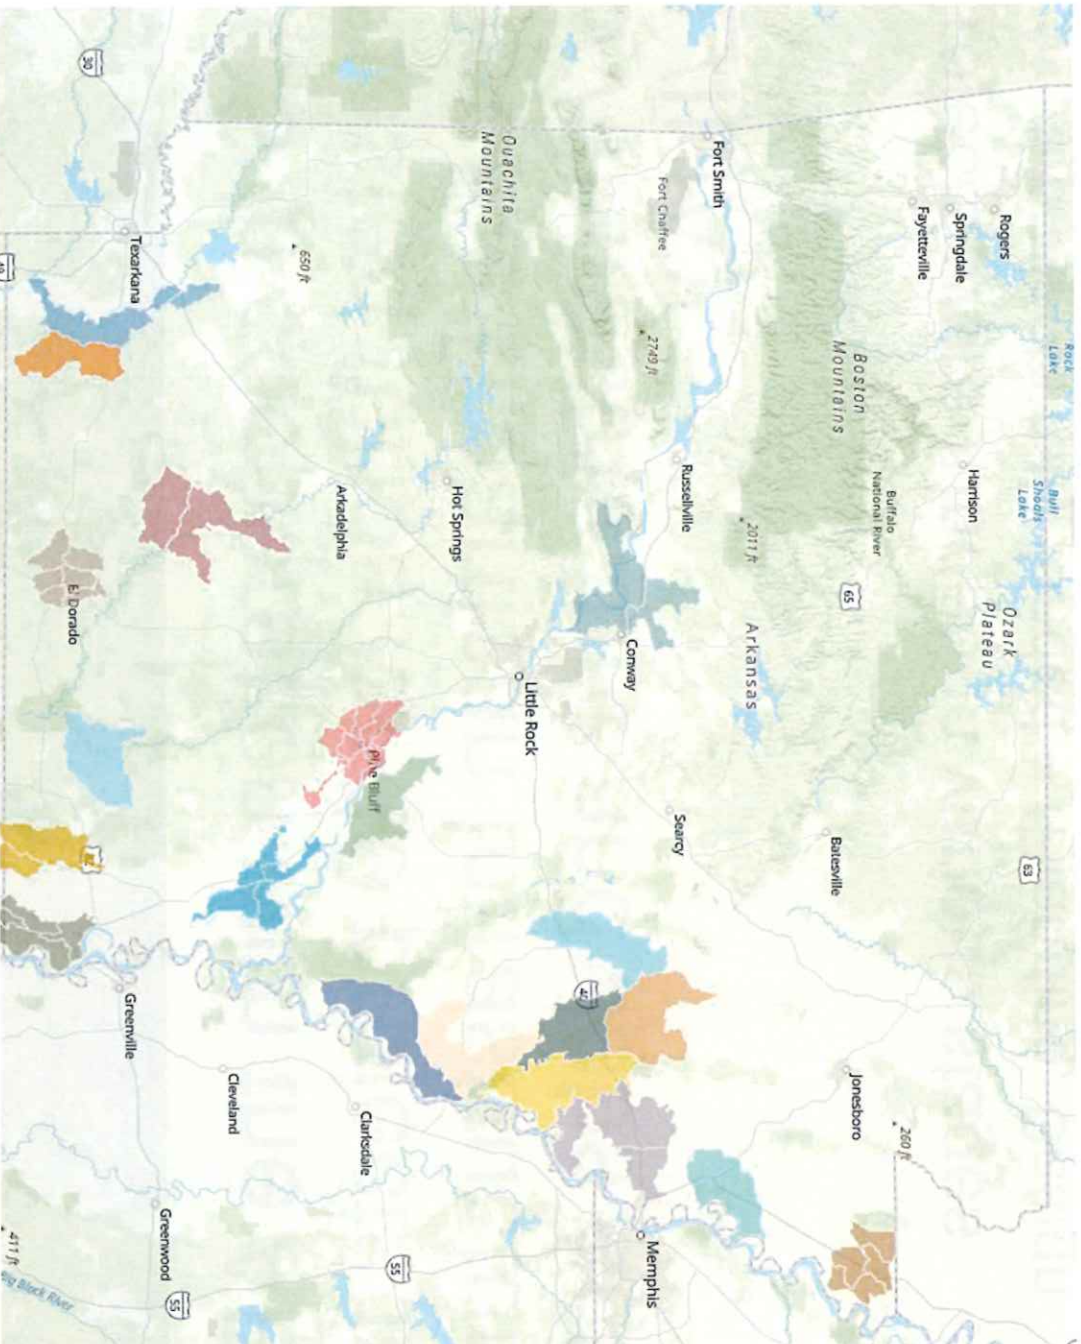 Rock
Lake
Bull
Shoals
Lake
63
Rogers
Ozark
Plateau
Springdale
Harrison
Fayetteville
260 ft
Buffalo
National River
Boston
Mountains
65
Jonesboro
Batesville
2011 ft
Arkansas
Fort Smith
Russellville
Searcy
Fort Chaffee
2749 ft
Conway
Memphis
40
Little Rock
Ouachita
Mountains
Hot Springs
55
Pine Bluff
Clarksdale
Arkadelphia
650 ft
Cleveland
55
Greenwood
Texarkana
Greenville
30
El Dorado
411 ft
Big Black River